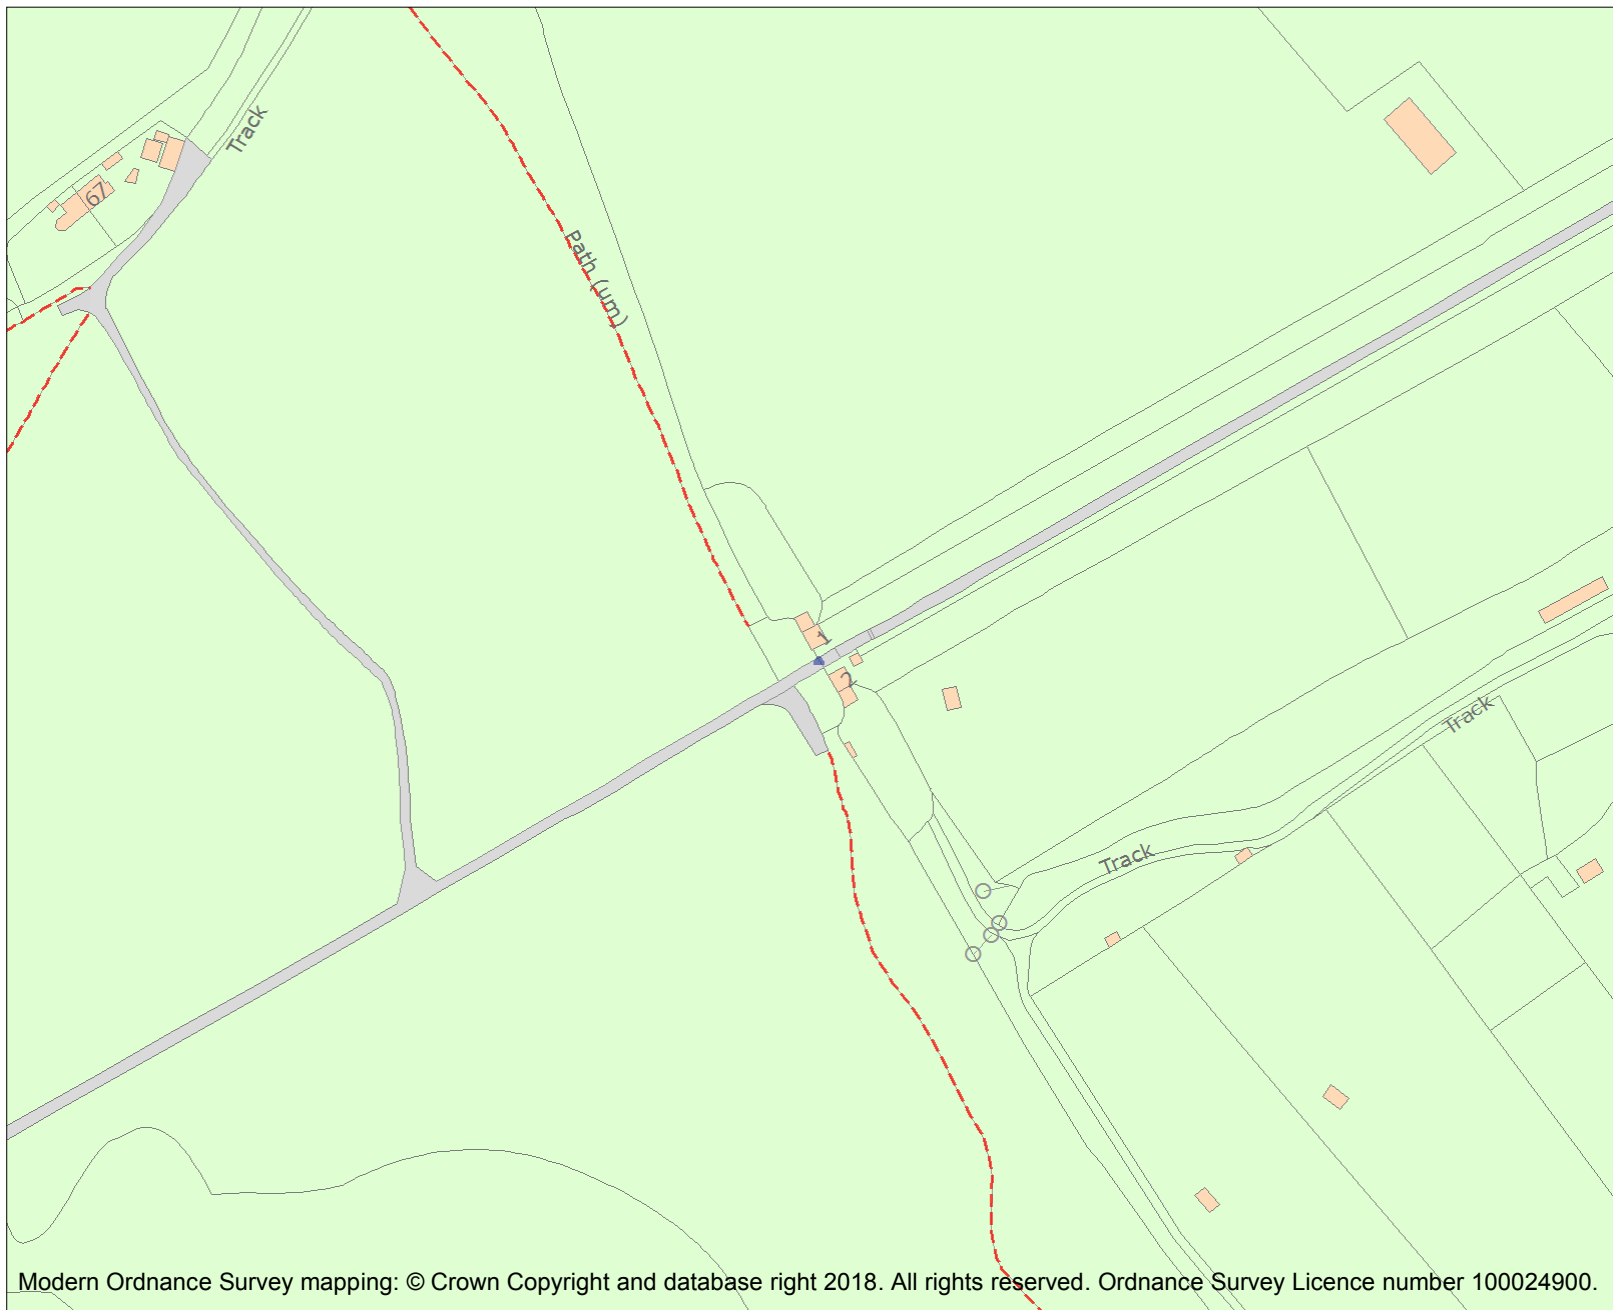 Track
67
Path (um)
1
2
Track
Track
Modern Ordnance Survey mapping: © Crown Copyright and database right 2018. All rights reserved. Ordnance Survey Licence number 100024900.